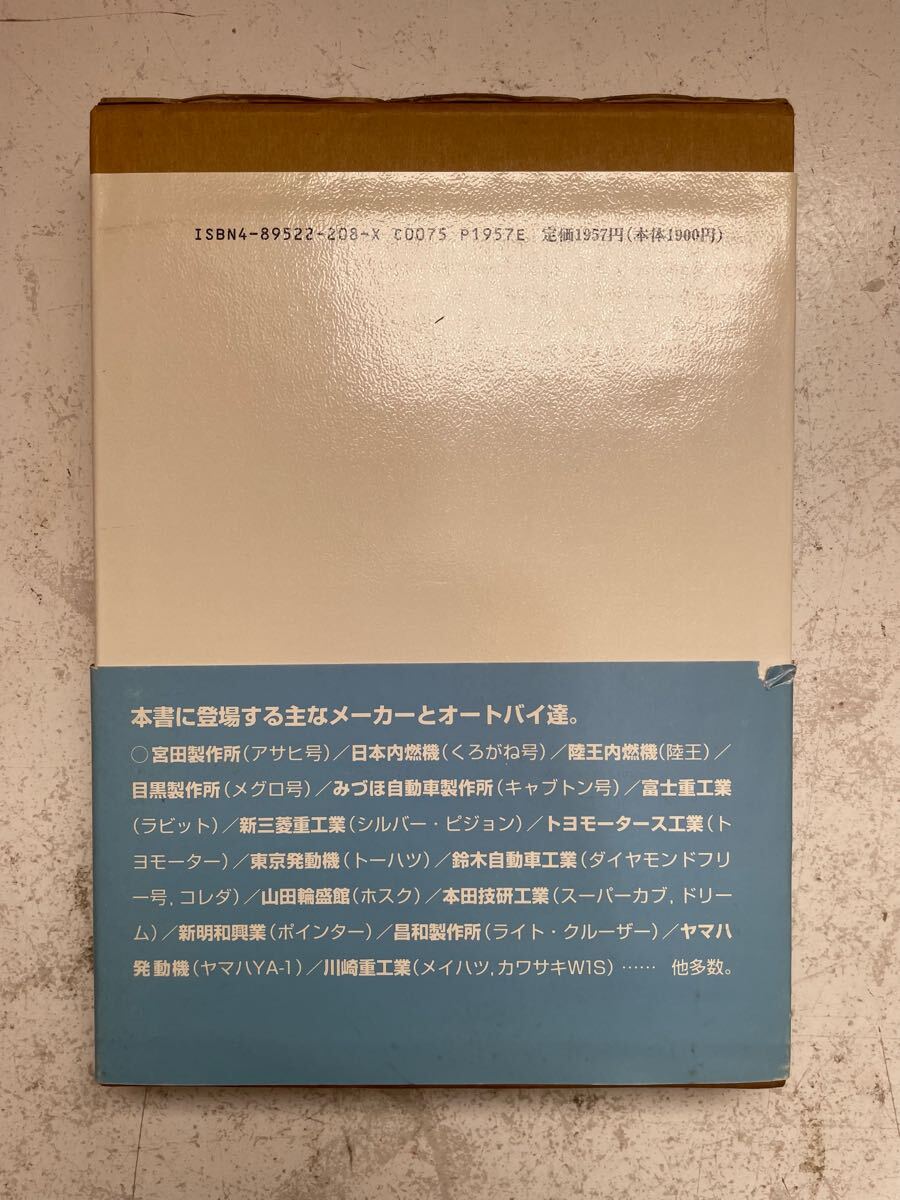 ISBN4-89522-208-X C0075 P1957E 定価1957円(本体1900円)
本書に登場する主なメーカーとオートバイ達。
○宮田製作所(アサヒ号)/日本内燃機(くろがね号)/陸王内燃機(陸王)/
目黒製作所(メグロ号)/みづほ自動車製作所(キャブトン号)/富士重工業
(ラビット)/新三菱重工業(シルバー・ピジョン)/トヨモータース工業(ト
ヨモーター)/東京発動機(トーハツ)/鈴木自動車工業(ダイヤモンドフリ
ー号,コレダ)/山田輪盛館(ホスク)/本田技研工業(スーパーカブ,ドリー
ム)/新明和興業(ポインター)/昌和製作所(ライト・クルーザー)/ヤマハ
発動機(ヤマハYA-1)/川崎重工業(メイハツ,カワサキW1S)…… 他多数。